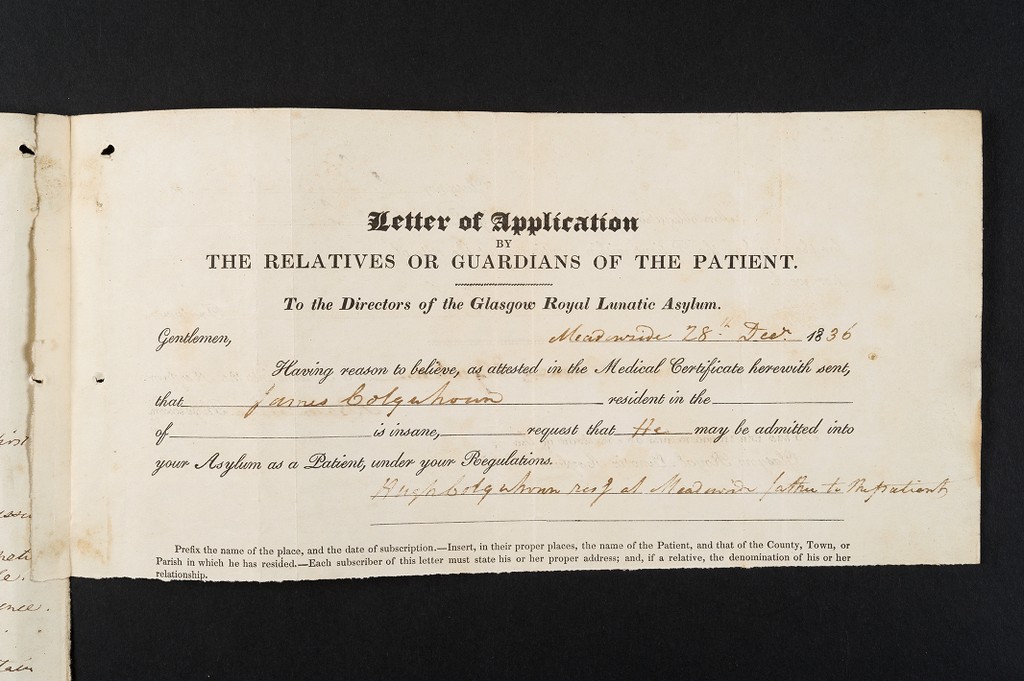 Letter of Application
BY
THE RELATIVES OR GUARDIANS OF THE PATIENT.
To the Directors of the Glasgow Royal Lunatic Asylum.
Gentlemen, Meadowside 28th Decr. 1836
Having reason to believe, as attested in the Medical Certificate herewith sent,
that James Colquhoun resident in the
of is insane, request that He may be admitted into
your Asylum as a Patient, under your Regulations.
Hugh Colquhoun at Meadowside father to the patient
Prefix the name of the place, and the date of subscription.—Insert, in their proper places, the name of the Patient, and that of the County, Town, or
Parish in which he has resided.—Each subscriber of this letter must state his or her proper address; and, if a relative, the denomination of his or her
relationship.